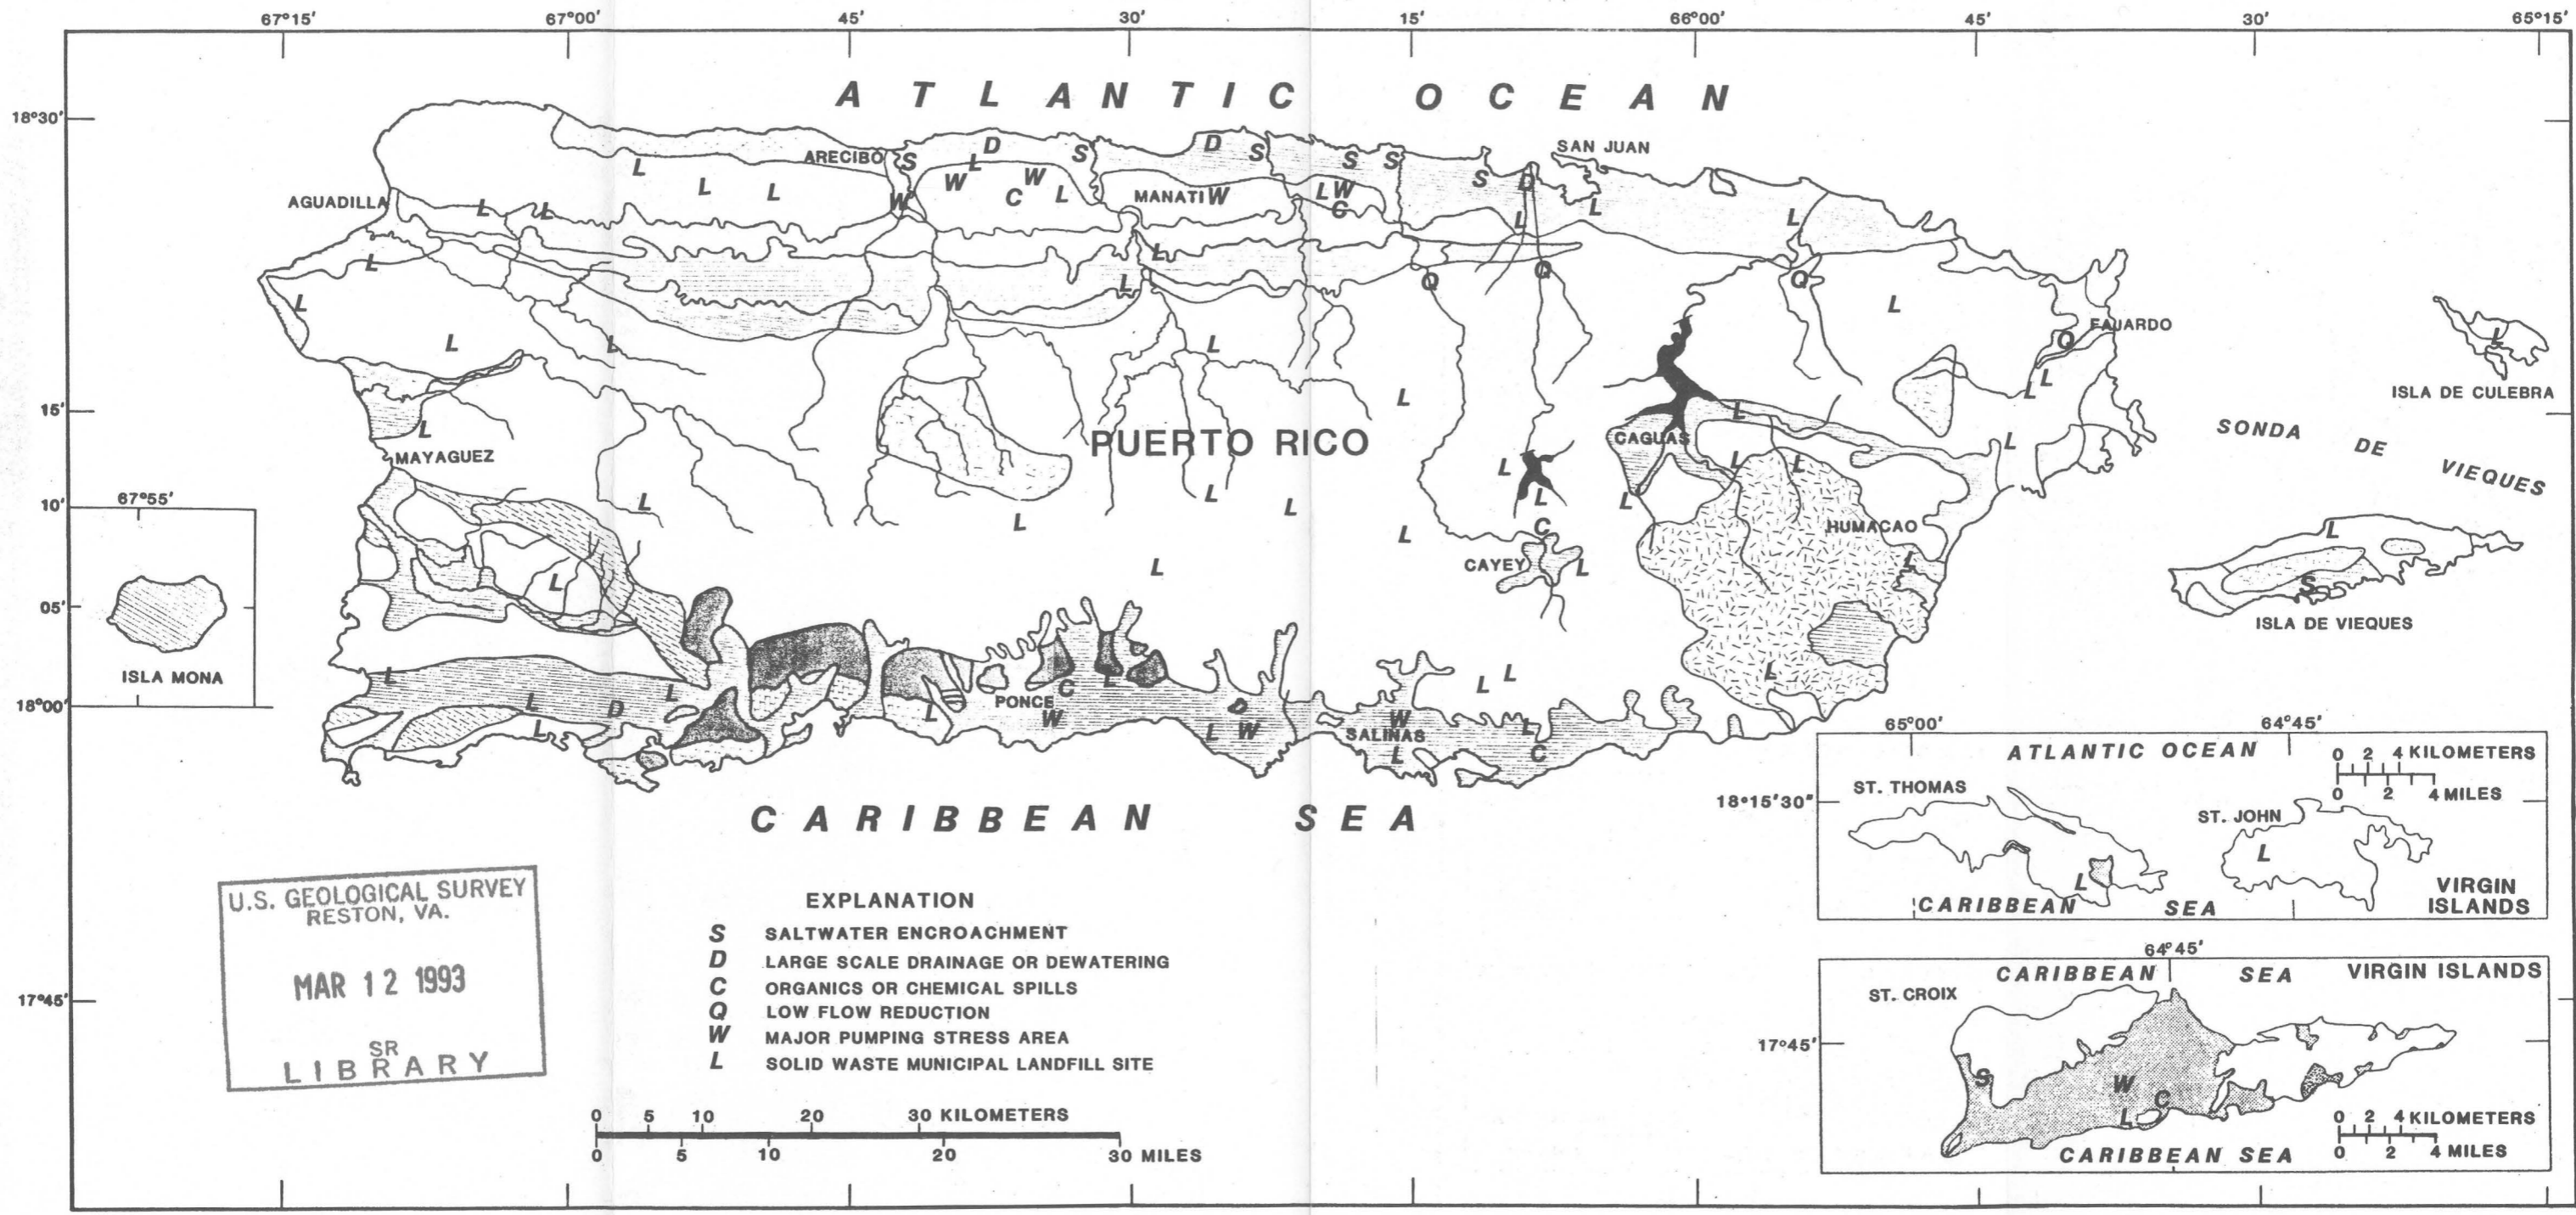 67°15' 67°00' 45' 30' 15' 66°00' 45' 30' 65°15'
ATLANTIC OCEAN
18°30'
SAN JUAN
ARECIBO S D S D S S S S D
L L W W L L L C L W L W C
AGUADILLA
MANATI W
W L L L L L
L L Q Q Q L
L L L L L
FAJARDO
Q
L
ISLA DE CULEBRA
15'
L L L L L
SONDA DE VIEQUES
PUERTO RICO
CAGUAS
MAYAGUEZ
L L L L
10'
67°55'
L L L L L L
L C
HUMACAO
L
CAYEY L
L L
L
05'
S
ISLA DE VIEQUES
ISLA MONA
L L L L L L
18°00'
L D L
PONCE
C W
L W
W
SALINAS
L
L
C
CARIBBEAN SEA
65°00' 64°45'
ATLANTIC OCEAN
0 2 4 KILOMETERS
0 2 4 MILES
ST. THOMAS
18°15'30"
ST. JOHN
L L
VIRGIN
ISLANDS
CARIBBEAN SEA
U.S. GEOLOGICAL SURVEY
RESTON, VA.
MAR 12 1993
SR
LIBRARY
EXPLANATION
S SALTWATER ENCROACHMENT
D LARGE SCALE DRAINAGE OR DEWATERING
C ORGANICS OR CHEMICAL SPILLS
Q LOW FLOW REDUCTION
W MAJOR PUMPING STRESS AREA
L SOLID WASTE MUNICIPAL LANDFILL SITE
17°45'
0 5 10 20 30 KILOMETERS
0 5 10 20 30 MILES
64°45'
CARIBBEAN SEA VIRGIN ISLANDS
ST. CROIX
17°45'
S W C L
0 2 4 KILOMETERS
0 2 4 MILES
CARIBBEAN SEA